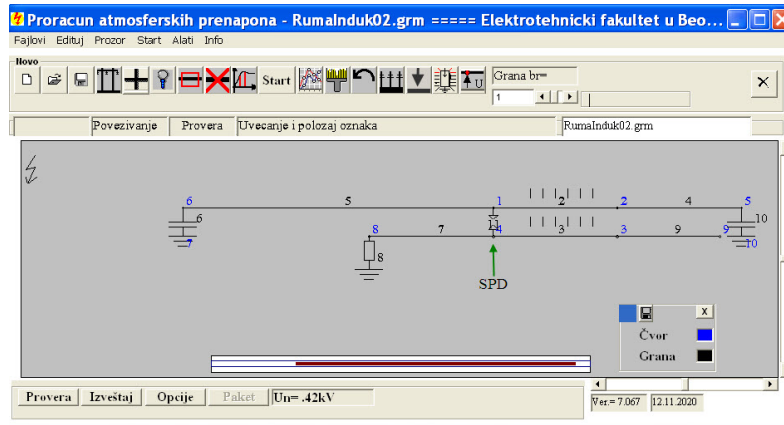 Proracun atmosferskih prenapona - RumaInduk02.grm ===== Elektrotehnicki fakultet u Beo...
Fajlovi Edituj Prozor Start Alati Info
Novo
Start
Grana br=
1
Povezivanje Provera Uvecanje i polozaj oznaka RumaInduk02.grm
6 5 1 2 2 4 5
6 11 10
8 7 4 3 3 9 9
7 8 10
SPD
x
Čvor
Grana
Provera Izveštaj Opcije Paket Un= .42kV
Ver.= 7.067 12.11.2020